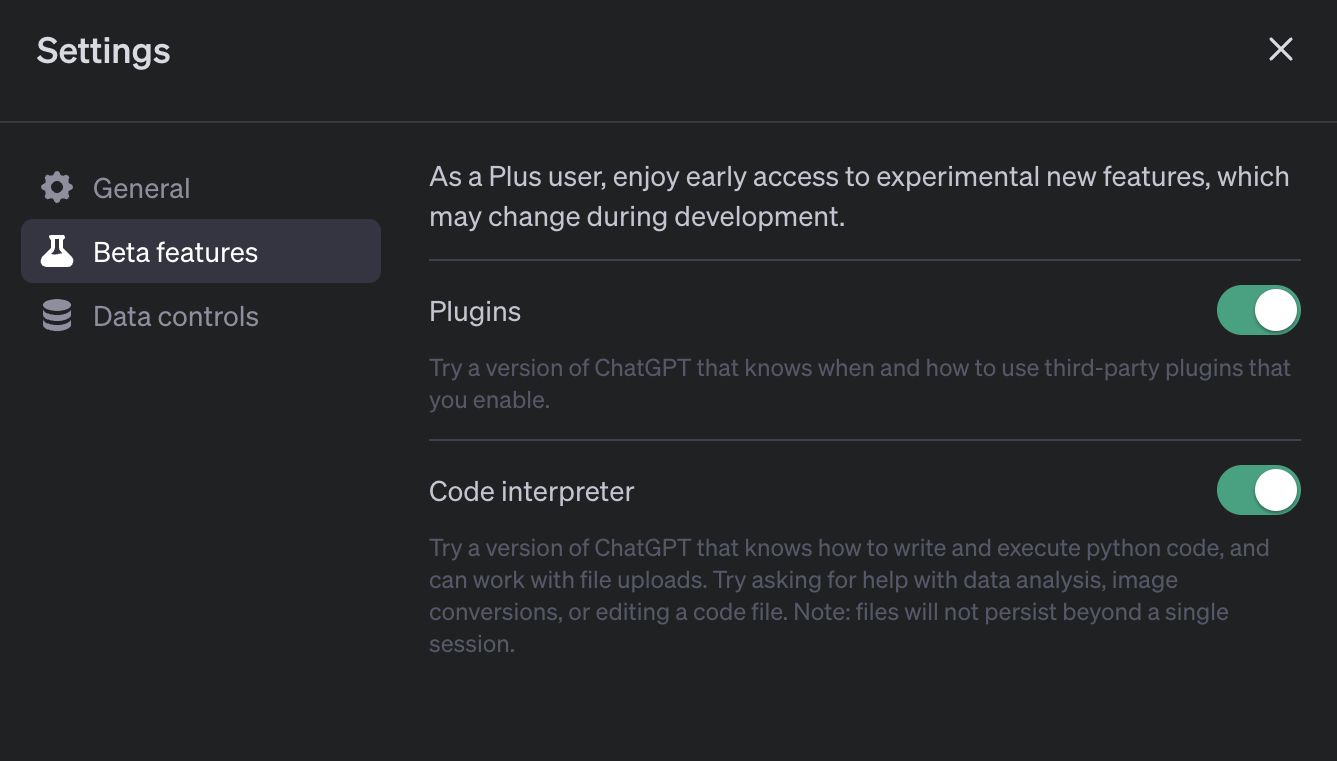 Settings
General
Beta features
Data controls
As a Plus user, enjoy early access to experimental new features, which
may change during development.
Plugins
Try a version of ChatGPT that knows when and how to use third-party plugins that
you enable.
Code interpreter
Try a version of ChatGPT that knows how to write and execute python code, and
can work with file uploads. Try asking for help with data analysis, image
conversions, or editing a code file. Note: files will not persist beyond a single
session.